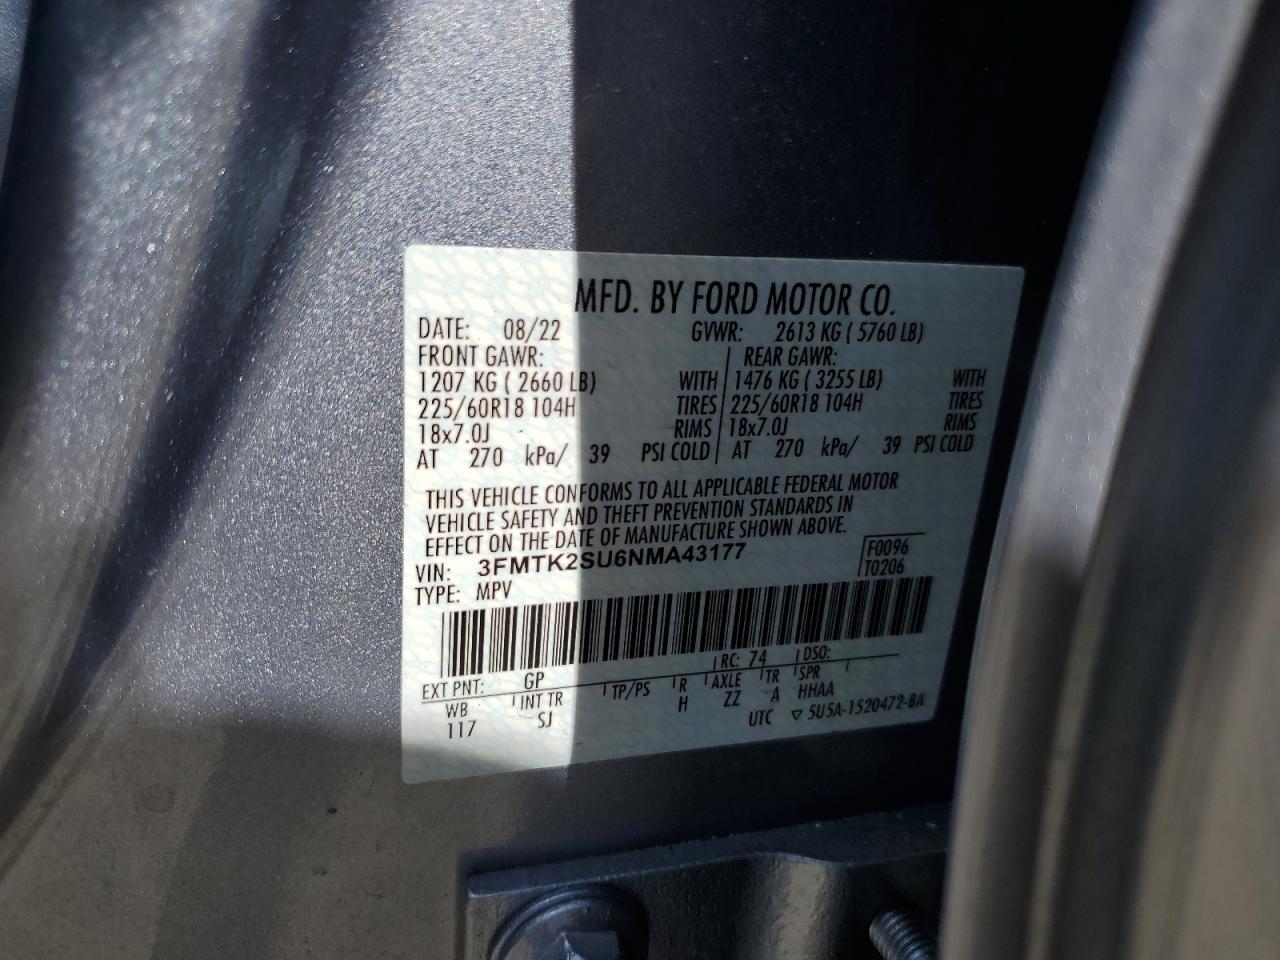 MFD. BY FORD MOTOR CO.
DATE: 08/22 GVWR: 2613 KG ( 5760 LB)
FRONT GAWR: REAR GAWR:
1207 KG ( 2660 LB) WITH 1476 KG ( 3255 LB) WITH
225/60R18 104H TIRES 225/60R18 104H TIRES
18x7.0J RIMS 18x7.0J RIMS
AT 270 kPa/ 39 PSI COLD AT 270 kPa/ 39 PSI COLD
THIS VEHICLE CONFORMS TO ALL APPLICABLE FEDERAL MOTOR
VEHICLE SAFETY AND THEFT PREVENTION STANDARDS IN
EFFECT ON THE DATE OF MANUFACTURE SHOWN ABOVE.
VIN: 3FMTK2SU6NMA43177 F0096
TYPE: MPV T0206
EXT PNT: GP RC: 74 DSO:
WB INT TR TP/PS R AXLE TR SPR
117 SJ H ZZ A HHAA
UTC ▽ 5U5A-1520472-BA